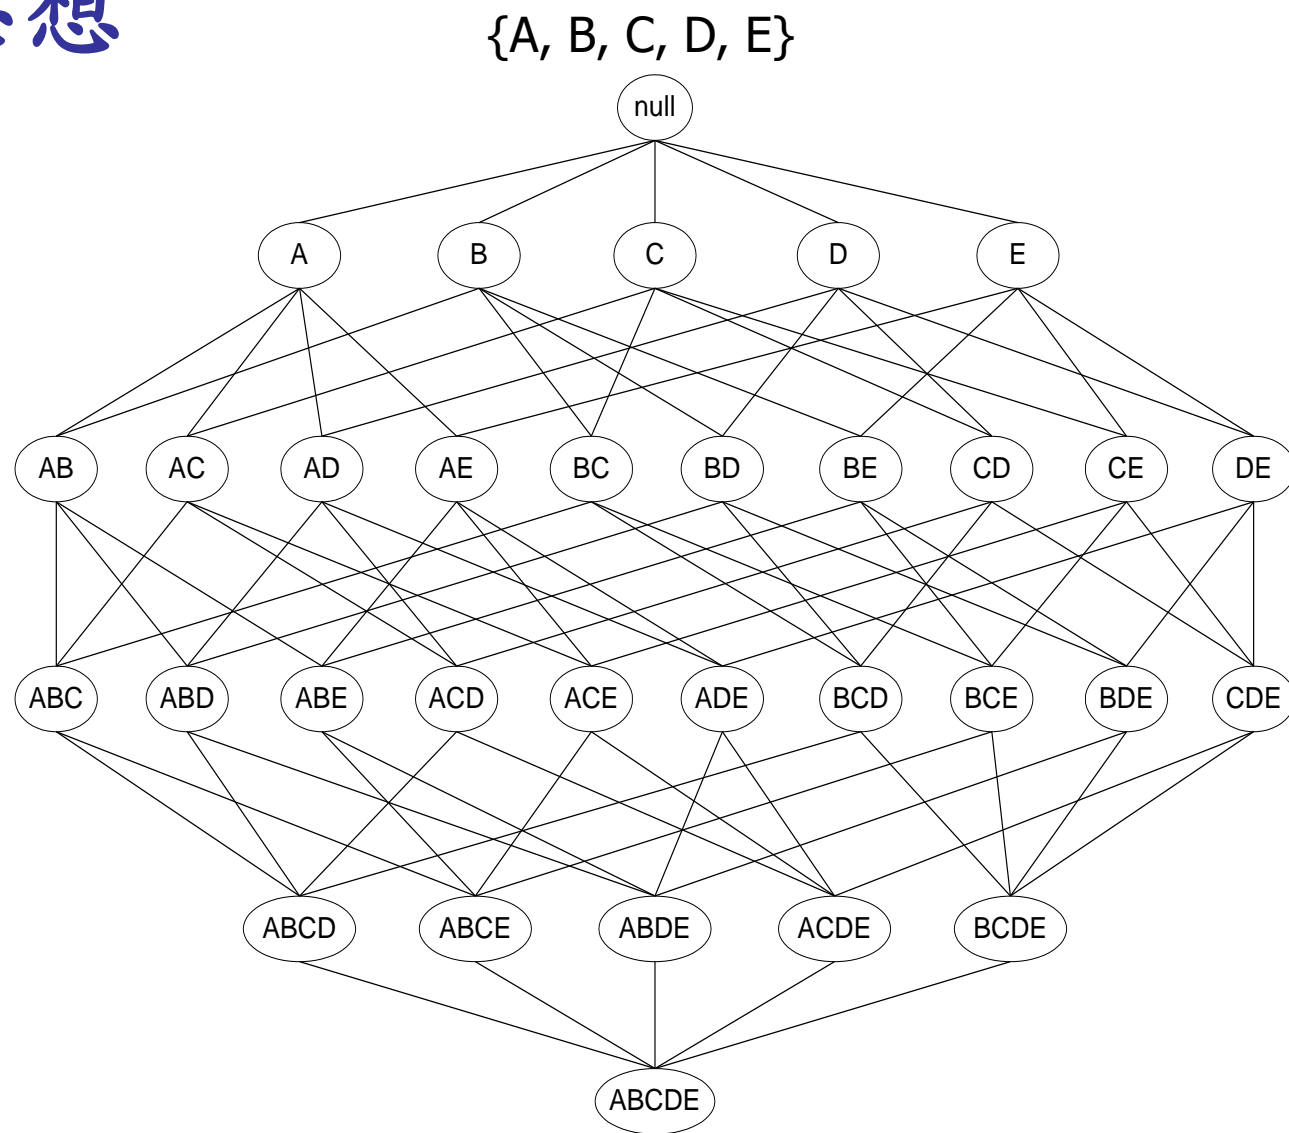 想
{A, B, C, D, E}
null
A B C D E
AB AC AD AE BC BD BE CD CE DE
ABC ABD ABE ACD ACE ADE BCD BCE BDE CDE
ABCD ABCE ABDE ACDE BCDE
ABCDE